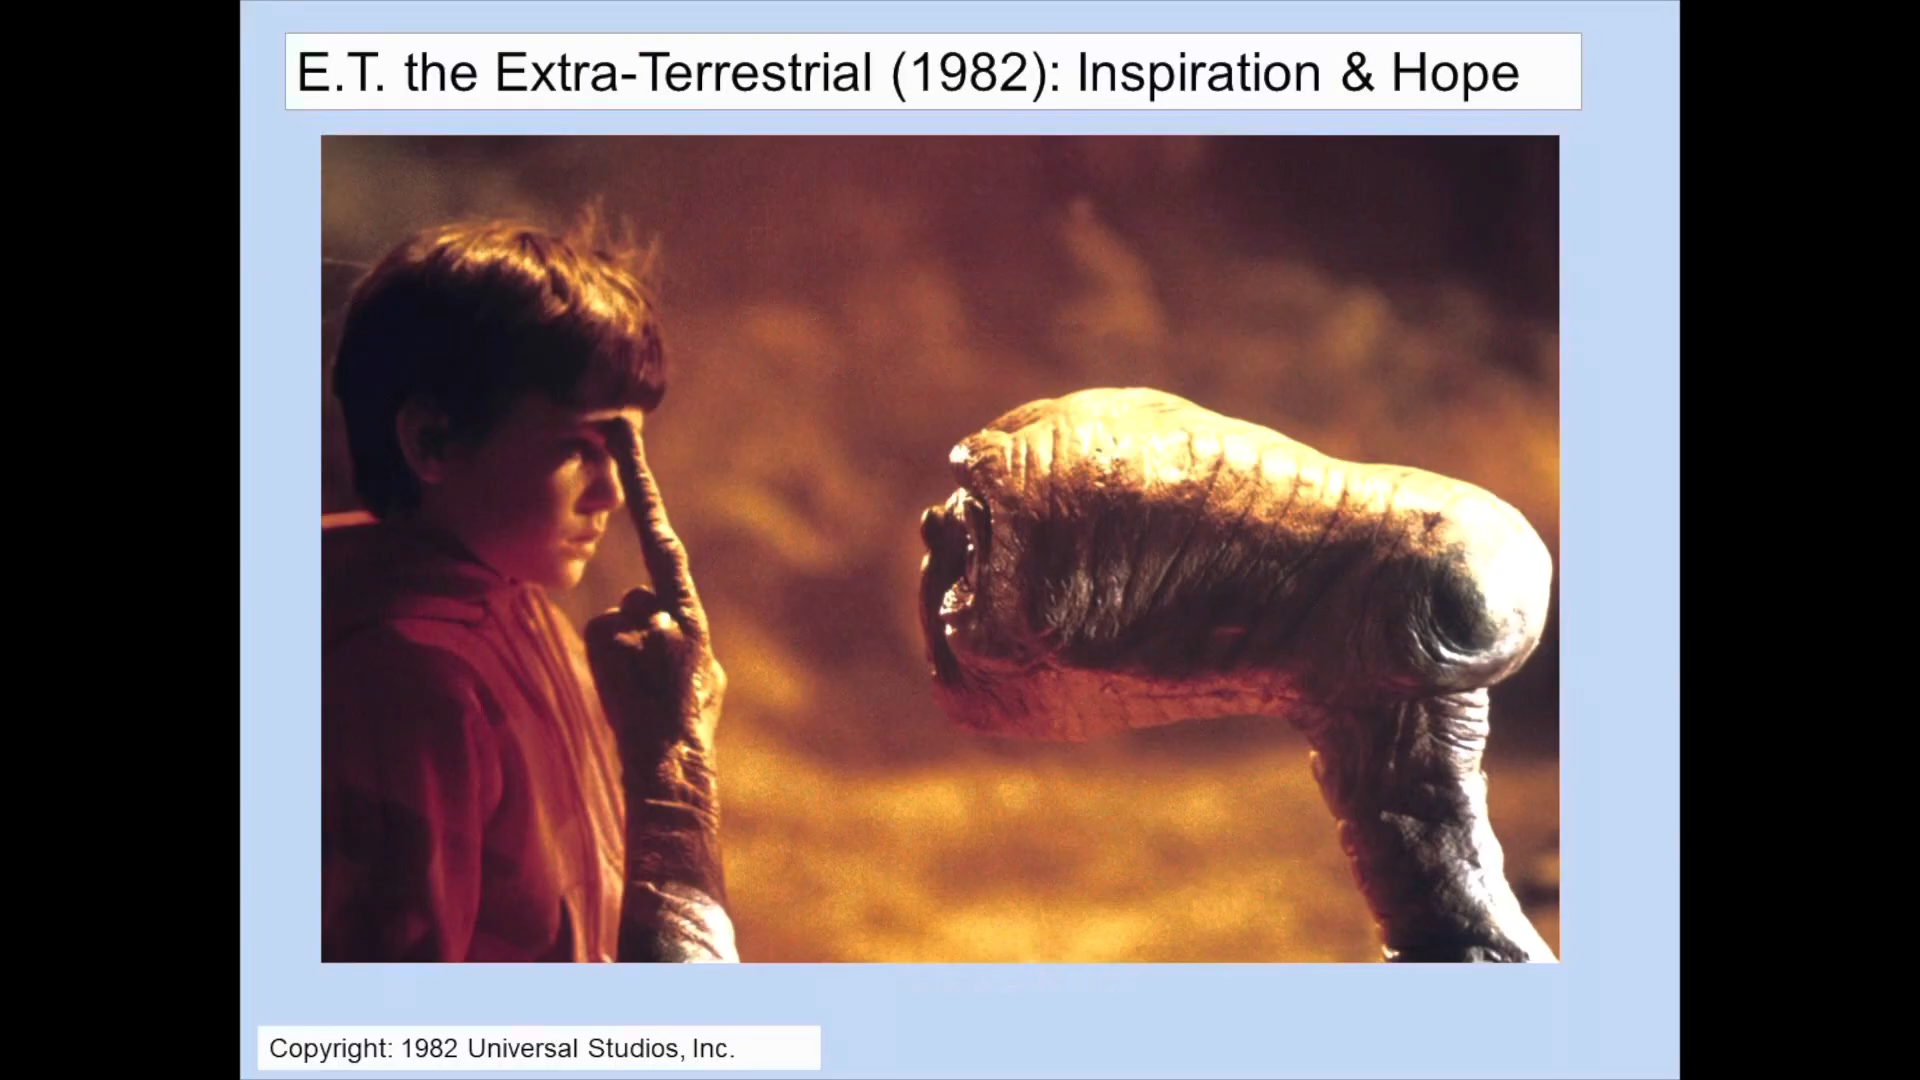 E.T. the Extra-Terrestrial (1982): Inspiration & Hope
Copyright: 1982 Universal Studios, Inc.